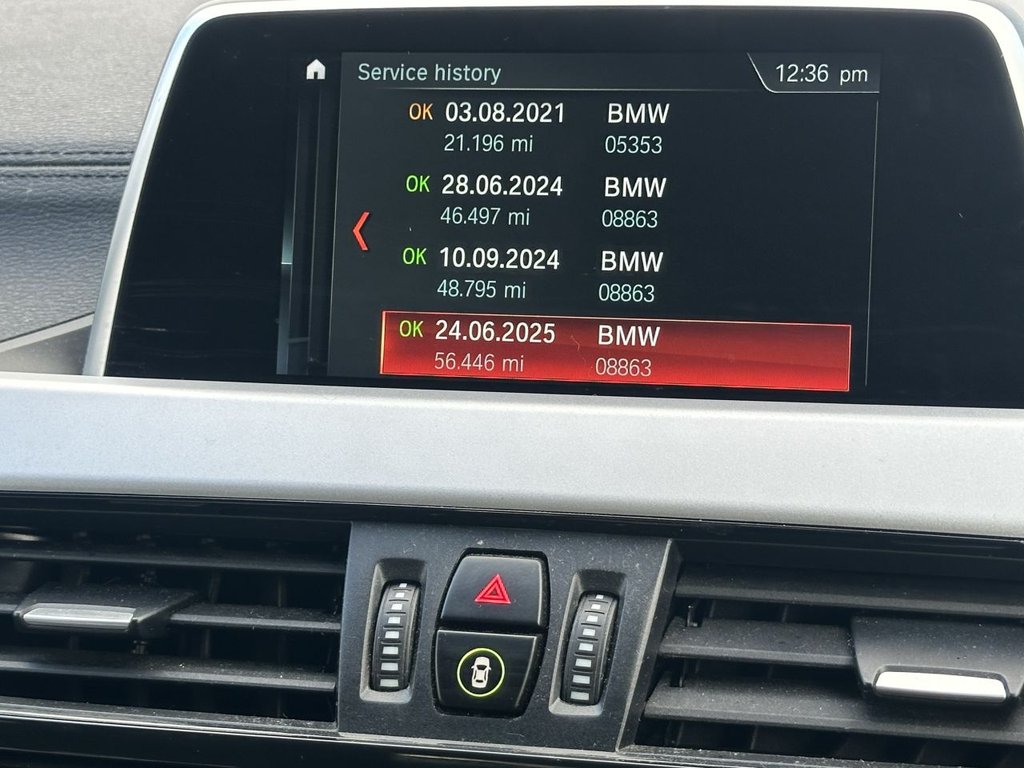 Service history 12:36 pm
OK 03.08.2021 BMW
21.196 mi 05353
OK 28.06.2024 BMW
46.497 mi 08863
OK 10.09.2024 BMW
48.795 mi 08863
OK 24.06.2025 BMW
56.446 mi 08863